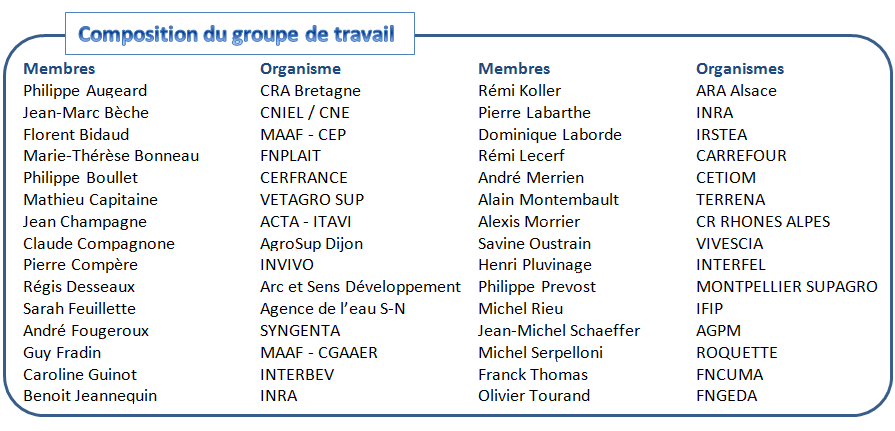 Composition du groupe de travail
Membres Organisme Membres Organismes
Philippe Augeard CRA Bretagne Rémi Koller ARA Alsace
Jean-Marc Bèche CNIEL / CNE Pierre Labarthe INRA
Florent Bidaud MAAF - CEP Dominique Laborde IRSTEA
Marie-Thérèse Bonneau FNPLAIT Rémi Lecerf CARREFOUR
Philippe Boullet CERFRANCE André Merrien CETIOM
Mathieu Capitaine VETAGRO SUP Alain Montembault TERRENA
Jean Champagne ACTA - ITAVI Alexis Morrier CR RHONES ALPES
Claude Compagnone AgroSup Dijon Savine Oustrain VIVESCIA
Pierre Compère INVIVO Henri Pluvinage INTERFEL
Régis Desseaux Arc et Sens Développement Philippe Prevost MONTPELLIER SUPAGRO
Sarah Feuillette Agence de l’eau S-N Michel Rieu IFIP
André Fougeroux SYNGENTA Jean-Michel Schaeffer AGPM
Guy Fradin MAAF - CGAAER Michel Serpelloni ROQUETTE
Caroline Guinot INTERBEV Franck Thomas FNCUMA
Benoit Jeannequin INRA Olivier Tourand FNGEDA